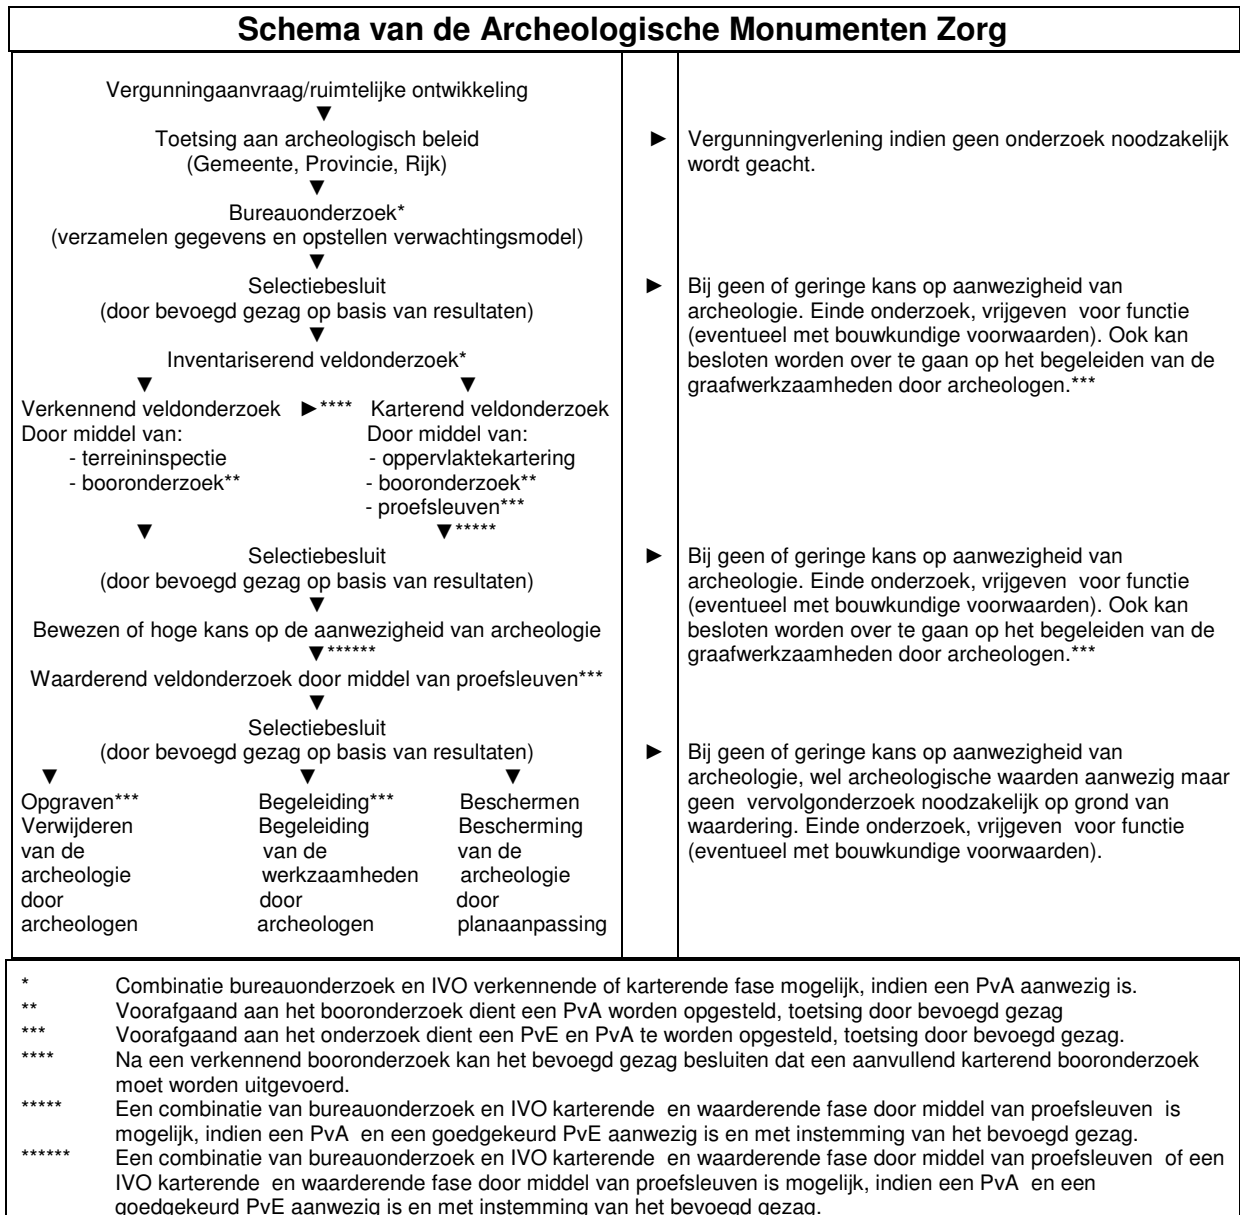 Schema van de Archeologische Monumenten Zorg
Vergunningaanvraag/ruimtelijke ontwikkeling
▼
Toetsing aan archeologisch beleid
(Gemeente, Provincie, Rijk)
► Vergunningverlening indien geen onderzoek noodzakelijk
wordt geacht.
▼
Bureauonderzoek*
(verzamelen gegevens en opstellen verwachtingsmodel)
▼
Selectiebesluit
(door bevoegd gezag op basis van resultaten)
► Bij geen of geringe kans op aanwezigheid van
archeologie. Einde onderzoek, vrijgeven voor functie
(eventueel met bouwkundige voorwaarden). Ook kan
besloten worden over te gaan op het begeleiden van de
graafwerkzaamheden door archeologen.***
▼
Inventariserend veldonderzoek*
▼ ▼
Verkennend veldonderzoek ►**** Karterend veldonderzoek
Door middel van: Door middel van:
- terreininspectie - oppervlaktekartering
- booronderzoek** - booronderzoek**
- proefsleuven***
▼ ▼*****
Selectiebesluit
(door bevoegd gezag op basis van resultaten)
► Bij geen of geringe kans op aanwezigheid van
archeologie. Einde onderzoek, vrijgeven voor functie
(eventueel met bouwkundige voorwaarden). Ook kan
besloten worden over te gaan op het begeleiden van de
graafwerkzaamheden door archeologen.***
▼
Bewezen of hoge kans op de aanwezigheid van archeologie
▼******
Waarderend veldonderzoek door middel van proefsleuven***
▼
Selectiebesluit
(door bevoegd gezag op basis van resultaten)
► Bij geen of geringe kans op aanwezigheid van
archeologie, wel archeologische waarden aanwezig maar
geen vervolgonderzoek noodzakelijk op grond van
waardering. Einde onderzoek, vrijgeven voor functie
(eventueel met bouwkundige voorwaarden).
▼ ▼ ▼
Opgraven*** Begeleiding*** Beschermen
Verwijderen Begeleiding Bescherming
van de van de van de
archeologie werkzaamheden archeologie
door door door
archeologen archeologen planaanpassing
* Combinatie bureauonderzoek en IVO verkennende of karterende fase mogelijk, indien een PvA aanwezig is.
** Voorafgaand aan het booronderzoek dient een PvA worden opgesteld, toetsing door bevoegd gezag
*** Voorafgaand aan het onderzoek dient een PvE en PvA te worden opgesteld, toetsing door bevoegd gezag.
**** Na een verkennend booronderzoek kan het bevoegd gezag besluiten dat een aanvullend karterend booronderzoek
moet worden uitgevoerd.
***** Een combinatie van bureauonderzoek en IVO karterende en waarderende fase door middel van proefsleuven is
mogelijk, indien een PvA en een goedgekeurd PvE aanwezig is en met instemming van het bevoegd gezag.
****** Een combinatie van bureauonderzoek en IVO karterende en waarderende fase door middel van proefsleuven of een
IVO karterende en waarderende fase door middel van proefsleuven is mogelijk, indien een PvA en een
goedgekeurd PvE aanwezig is en met instemming van het bevoegd gezag.